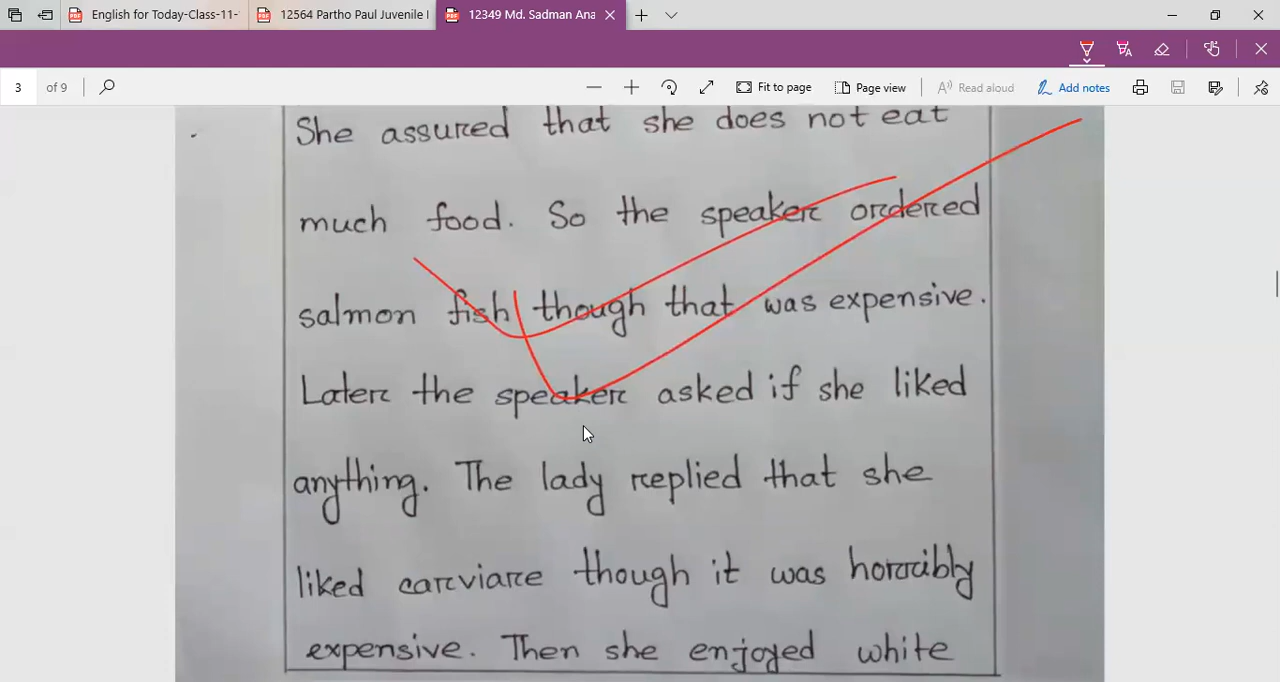 English for Today-Class-11-
12564 Partho Paul Juvenile I
12349 Md. Sadman Ana
3 of 9
Fit to page
Page view
Read aloud
Add notes
She assured that she does not eat
much food. So the speaker ordered
salmon fish though that was expensive.
Later the speaker asked if she liked
anything. The lady replied that she
liked carviare though it was horribly
expensive. Then she enjoyed white